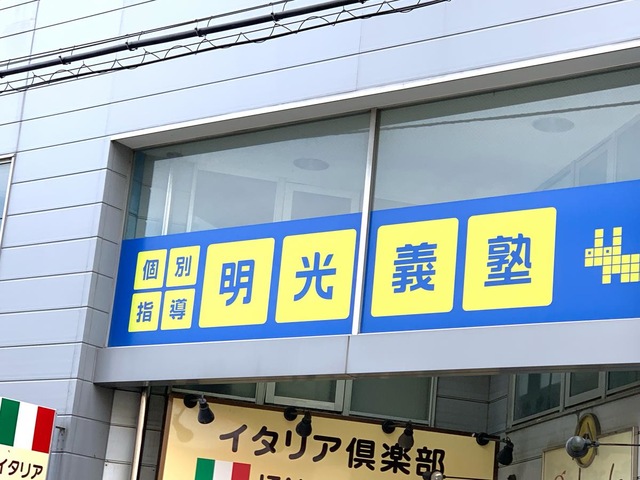 個別
指導
明光義塾
イタリア倶楽部
イタリア